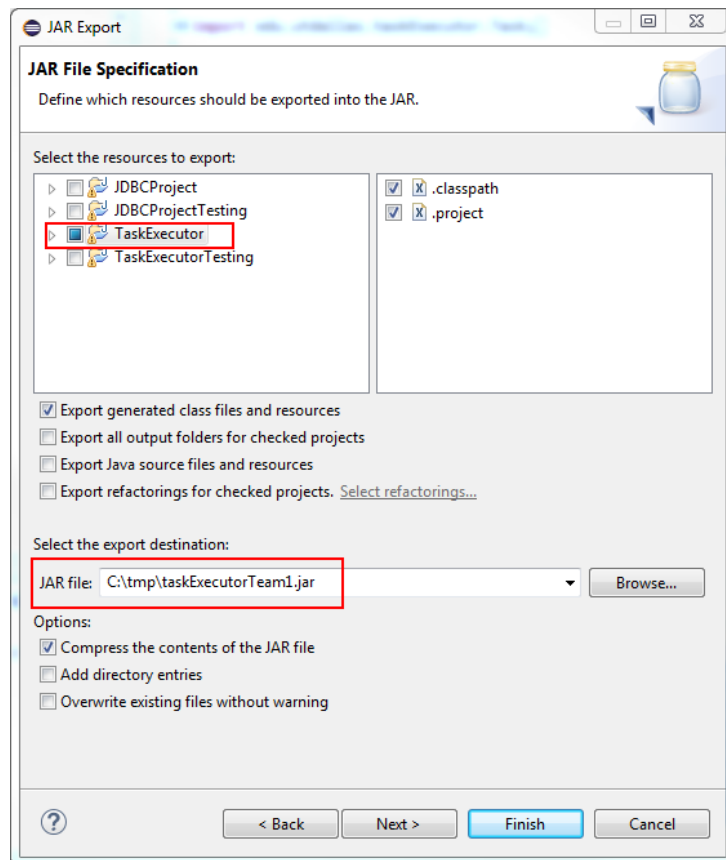 JAR Export
JAR File Specification
Define which resources should be exported into the JAR.
Select the resources to export:
JDBCProject
JDBCProjectTesting
TaskExecutor
TaskExecutorTesting
.classpath
.project
Export generated class files and resources
Export all output folders for checked projects
Export Java source files and resources
Export refactorings for checked projects. Select refactorings...
Select the export destination:
JAR file: C:\tmp\taskExecutorTeam1.jar Browse...
Options:
Compress the contents of the JAR file
Add directory entries
Overwrite existing files without warning
< Back Next > Finish Cancel